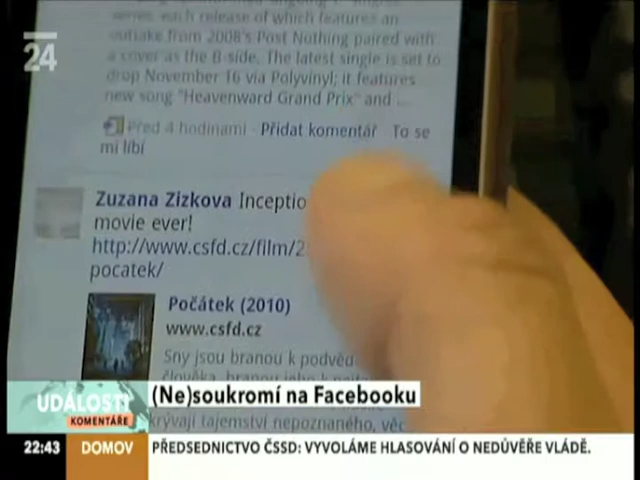 24
series, each release of which features an
outtake from 2008's Post Nothing paired with
a cover as the B-side. The latest single is set to
drop November 16 via Polyvinyl; it features
new song "Heavenward Grand Prix" and ...
Před 4 hodinami · Přidat komentář · To se
mi líbí
Zuzana Zizkova Inceptio
movie ever!
http://www.csfd.cz/film/2
pocatek/
Počátek (2010)
www.csfd.cz
Sny jsou branou k podvěd
člověka, branou jeho k
(Ne)soukromí na Facebooku
UDÁLOSTI
KOMENTÁŘE
krývají tajemství nepoznaného, věc
22:43 DOMOV PŘEDSEDNICTVO ČSSD: VYVOLÁME HLASOVÁNÍ O NEDŮVĚŘE VLÁDĚ.